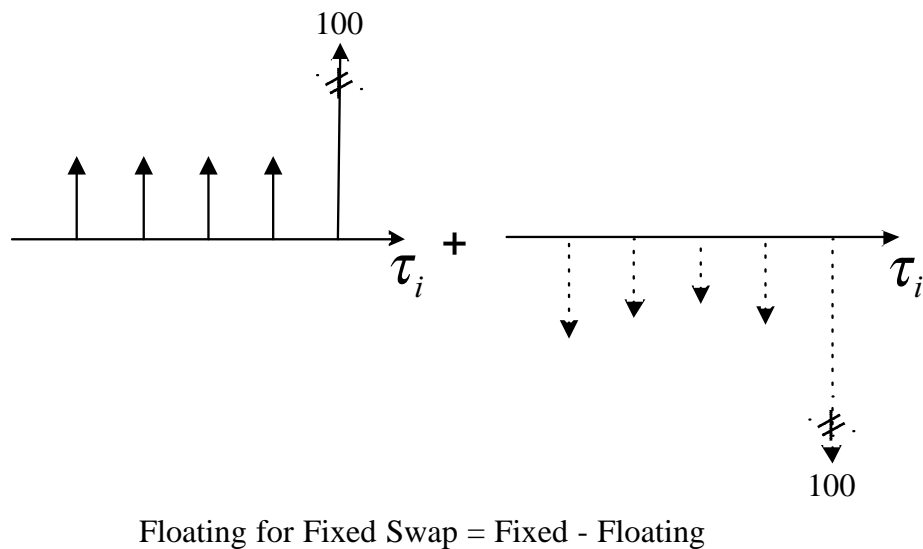 100
τi
+
τi
100
Floating for Fixed Swap = Fixed - Floating